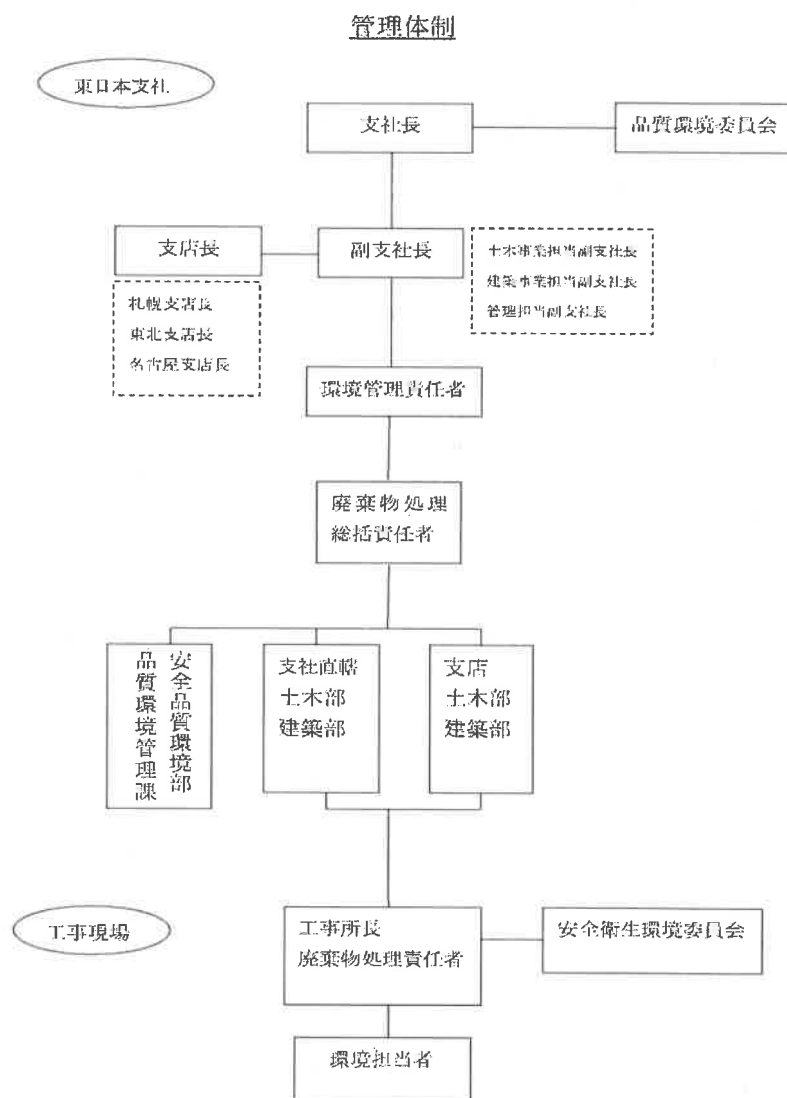 管理体制
東日本支社
支社長
品質環境委員会
支店長
副支社長
土木事業担当副支社長
建築事業担当副支社長
管理担当副支社長
札幌支店長
東北支店長
名古屋支店長
環境管理責任者
廃棄物処理
総括責任者
安全品質環境部
品質環境管理課
支社直轄
土木部
建築部
支店
土木部
建築部
工事現場
工事所長
廃棄物処理責任者
安全衛生環境委員会
環境担当者